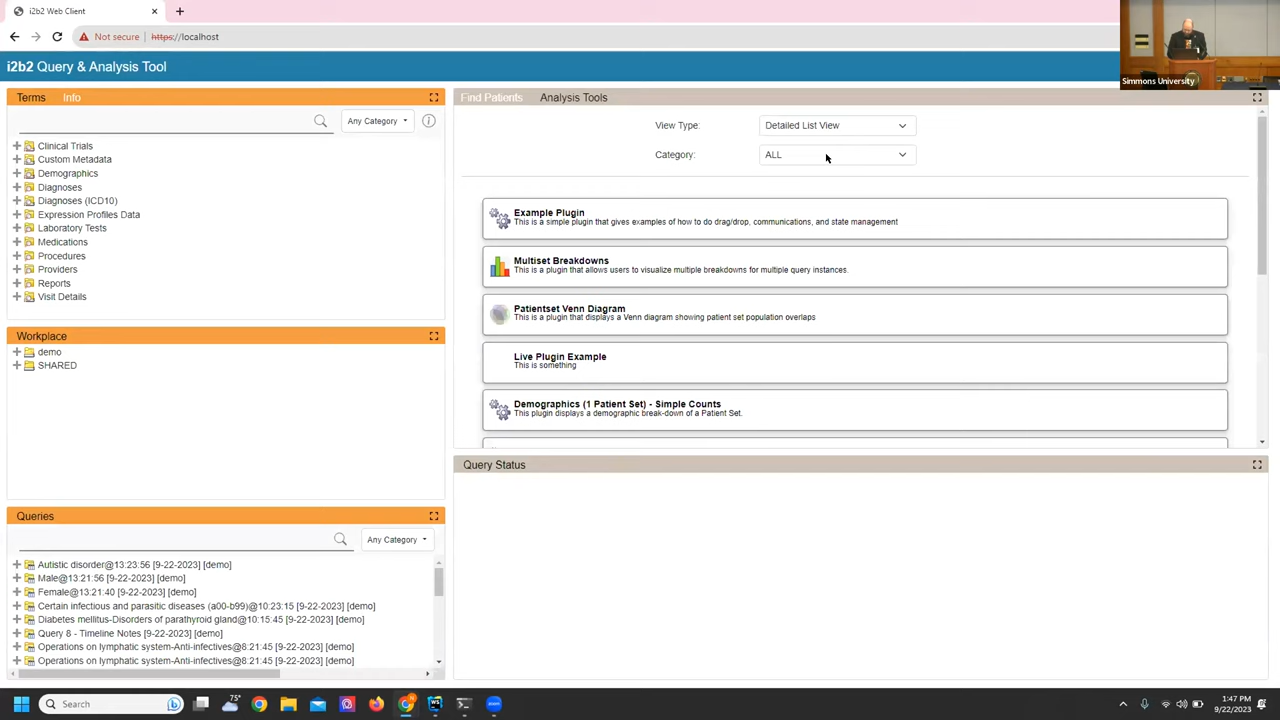 i2b2 Web Client
Not secure
https://localhost
Simmons University
i2b2 Query & Analysis Tool
Terms
Info
Any Category
Clinical Trials
Custom Metadata
Demographics
Diagnoses
Diagnoses (ICD10)
Expression Profiles Data
Laboratory Tests
Medications
Procedures
Providers
Reports
Visit Details
Workplace
demo
SHARED
Queries
Any Category
Autistic disorder@13:23:56 [9-22-2023] [demo]
Male@13:21:56 [9-22-2023] [demo]
Female@13:21:40 [9-22-2023] [demo]
Certain infectious and parasitic diseases (a00-b99)@10:23:15 [9-22-2023] [demo]
Diabetes mellitus-Disorders of parathyroid gland@10:15:45 [9-22-2023] [demo]
Query 8 - Timeline Notes [9-22-2023] [demo]
Operations on lymphatic system-Anti-infectives@8:21:45 [9-22-2023] [demo]
Operations on lymphatic system-Anti-infectives@8:21:45 [9-22-2023] [demo]
Find Patients
Analysis Tools
View Type:
Detailed List View
Category:
ALL
Example Plugin
This is a simple plugin that gives examples of how to do drag/drop, communications, and state management
Multiset Breakdowns
This is a plugin that allows users to visualize multiple breakdowns for multiple query instances.
Patientset Venn Diagram
This is a plugin that displays a Venn diagram showing patient set population overlaps
Live Plugin Example
This is something
Demographics (1 Patient Set) - Simple Counts
This plugin displays a demographic break-down of a Patient Set.
Query Status
Search
75°
1:47 PM
9/22/2023